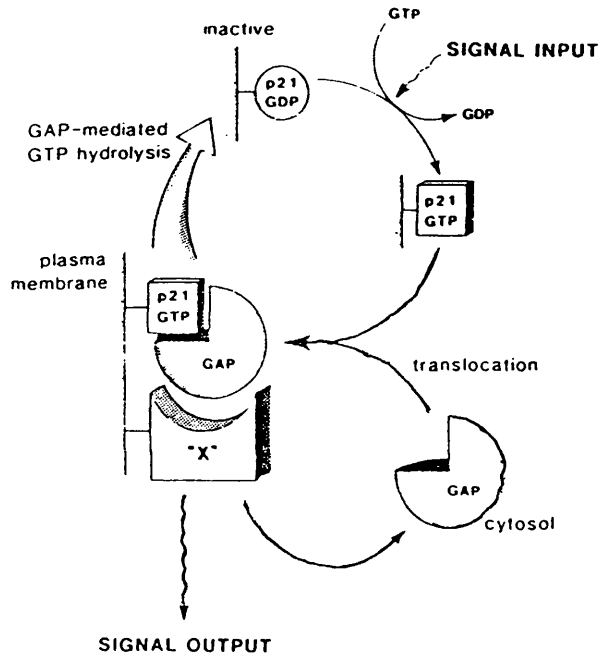 inactive
GTP
SIGNAL INPUT
p21
GDP
GDP
GAP-mediated
GTP hydrolysis
p21
GTP
plasma
membrane
p21
GTP
GAP
translocation
"X"
GAP
cytosol
SIGNAL OUTPUT